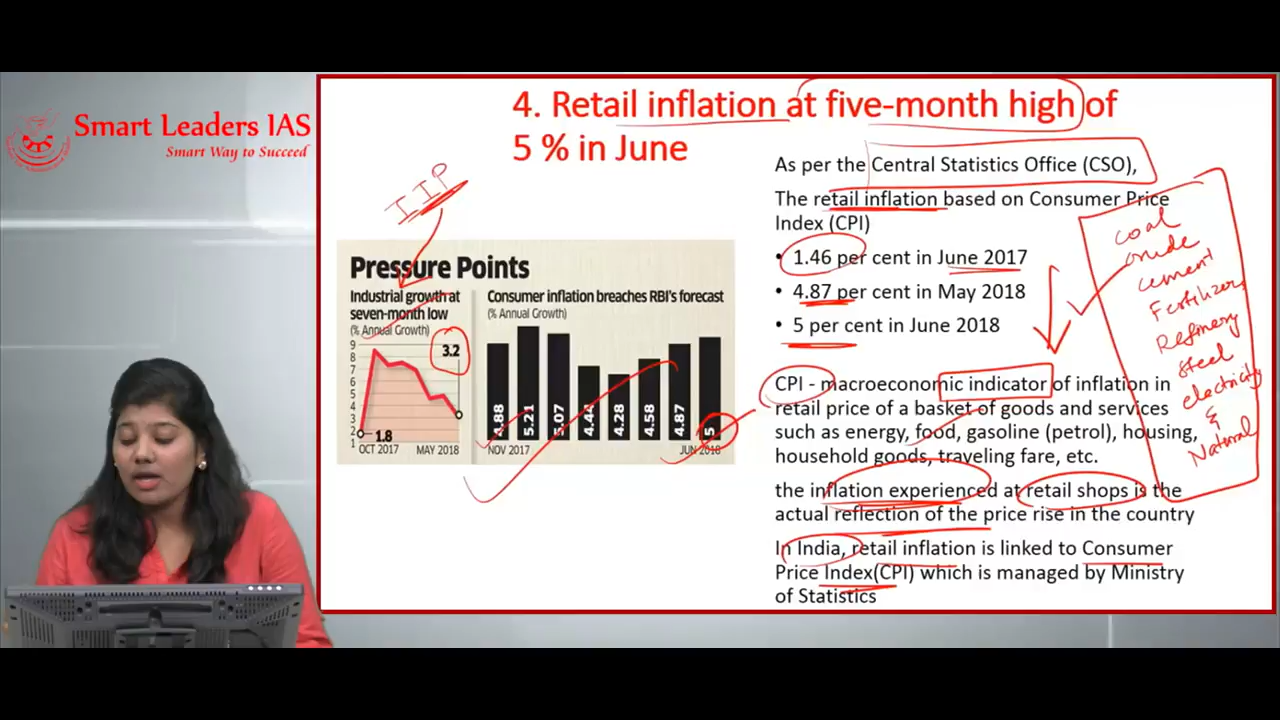 Smart Leaders IAS
Smart Way to Succeed
4. Retail inflation at five-month high of
5 % in June
IIP
Pressure Points
Industrial growth at
seven-month low
(% Annual Growth)
9
8
7
6
5
4
3
2
1
3.2
1.8
OCT 2017 MAY 2018
Consumer inflation breaches RBI's forecast
(% Annual Growth)
4.88 5.21 5.07 4.44 4.28 4.58 4.87 5
NOV 2017 JUN 2018
As per the Central Statistics Office (CSO),
The retail inflation based on Consumer Price
Index (CPI)
• 1.46 per cent in June 2017
• 4.87 per cent in May 2018
• 5 per cent in June 2018
CPI - macroeconomic indicator of inflation in
retail price of a basket of goods and services
such as energy, food, gasoline (petrol), housing,
household goods, traveling fare, etc.
the inflation experienced at retail shops is the
actual reflection of the price rise in the country
In India, retail inflation is linked to Consumer
Price Index(CPI) which is managed by Ministry
of Statistics
coal
crude
cement
Fertilizers
Refinery
steel
electricity
&
Natural